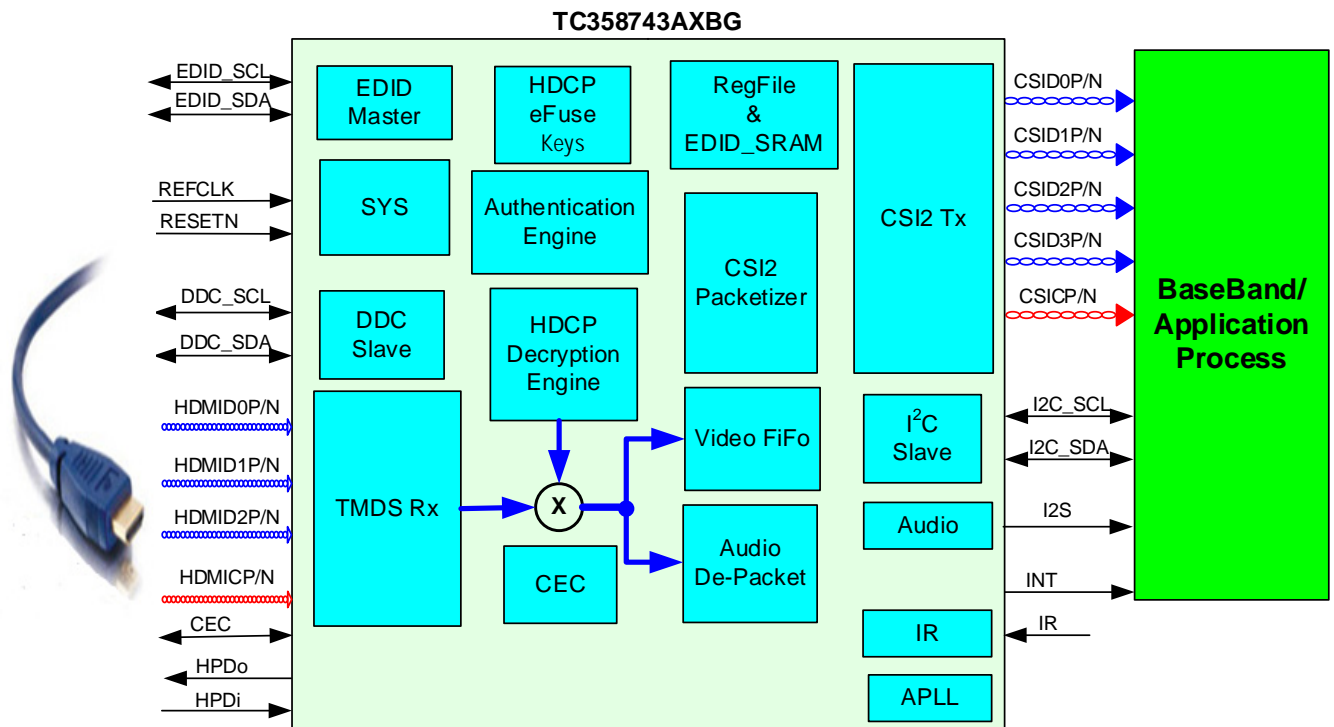 TC358743AXBG
EDID_SCL
EDID_SDA
REFCLK
RESETN
DDC_SCL
DDC_SDA
HDMID0P/N
HDMID1P/N
HDMID2P/N
HDMICP/N
CEC
HPDo
HPDi
EDID
Master
HDCP
eFuse
Keys
RegFile
&
EDID_SRAM
CSI2 Tx
SYS
Authentication
Engine
CSI2
Packetizer
DDC
Slave
HDCP
Decryption
Engine
TMDS Rx
X
Video FiFo
I²C
Slave
Audio
CEC
Audio
De-Packet
IR
APLL
CSID0P/N
CSID1P/N
CSID2P/N
CSID3P/N
CSICP/N
I2C_SCL
I2C_SDA
I2S
INT
IR
BaseBand/
Application
Process